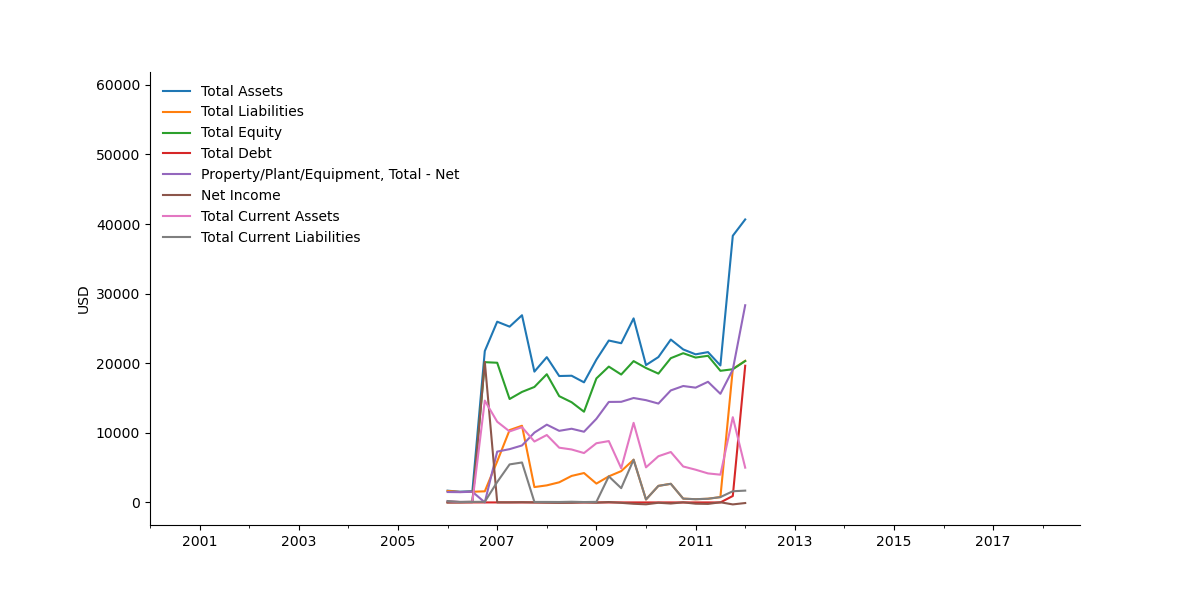 60000
50000
40000
30000
20000
10000
0
USD
Total Assets
Total Liabilities
Total Equity
Total Debt
Property/Plant/Equipment, Total - Net
Net Income
Total Current Assets
Total Current Liabilities
2001 2003 2005 2007 2009 2011 2013 2015 2017